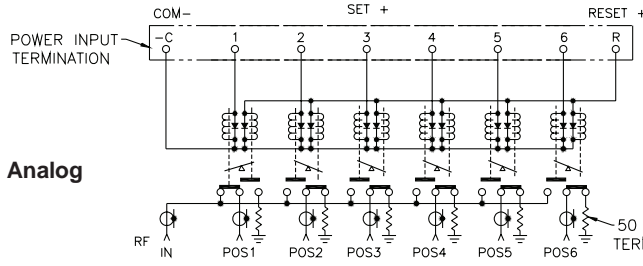 COM- SET + RESET +
-C 1 2 3 4 5 6 R
POWER INPUT
TERMINATION
Analog
50
RF IN POS1 POS2 POS3 POS4 POS5 POS6